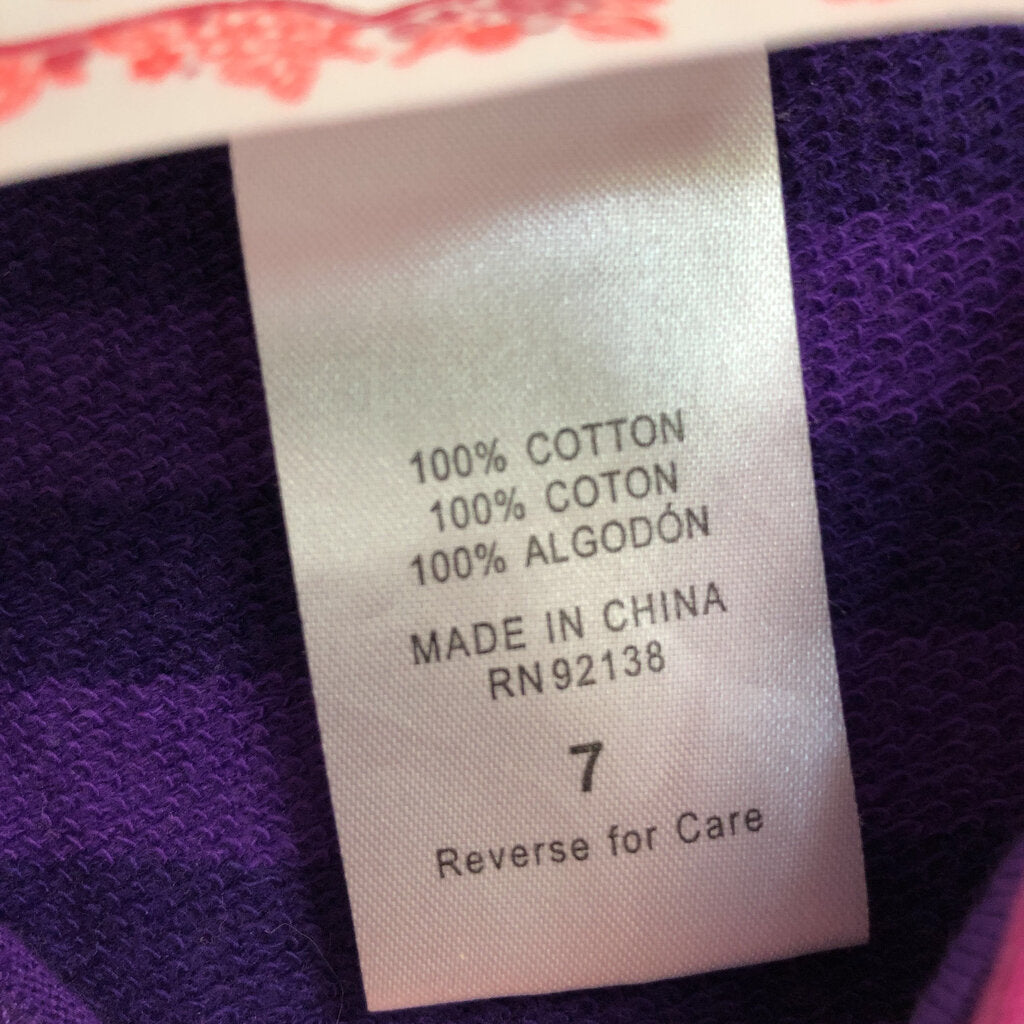 100% COTTON
100% COTON
100% ALGODÓN
MADE IN CHINA
RN 92138
7
Reverse for Care